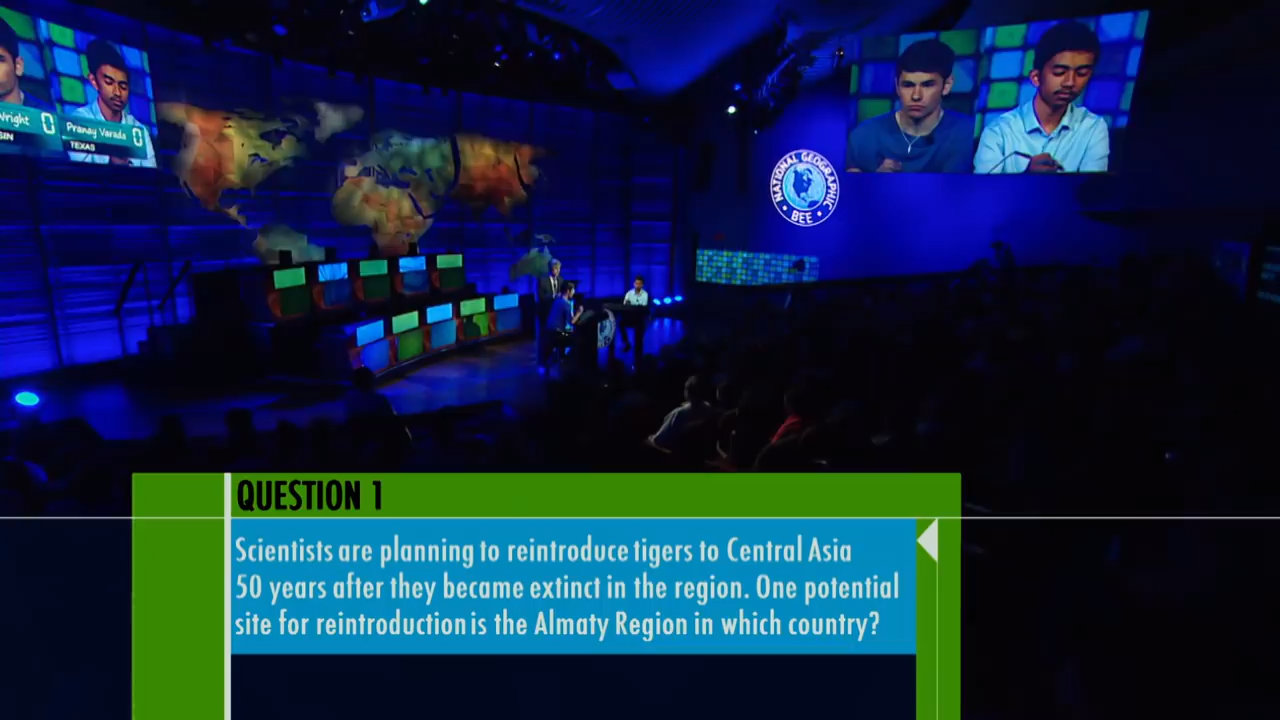 Wright 0
SIN
Pranay Varada 0
TEXAS
NATIONAL GEOGRAPHIC
BEE
QUESTION 1
Scientists are planning to reintroduce tigers to Central Asia
50 years after they became extinct in the region. One potential
site for reintroduction is the Almaty Region in which country?